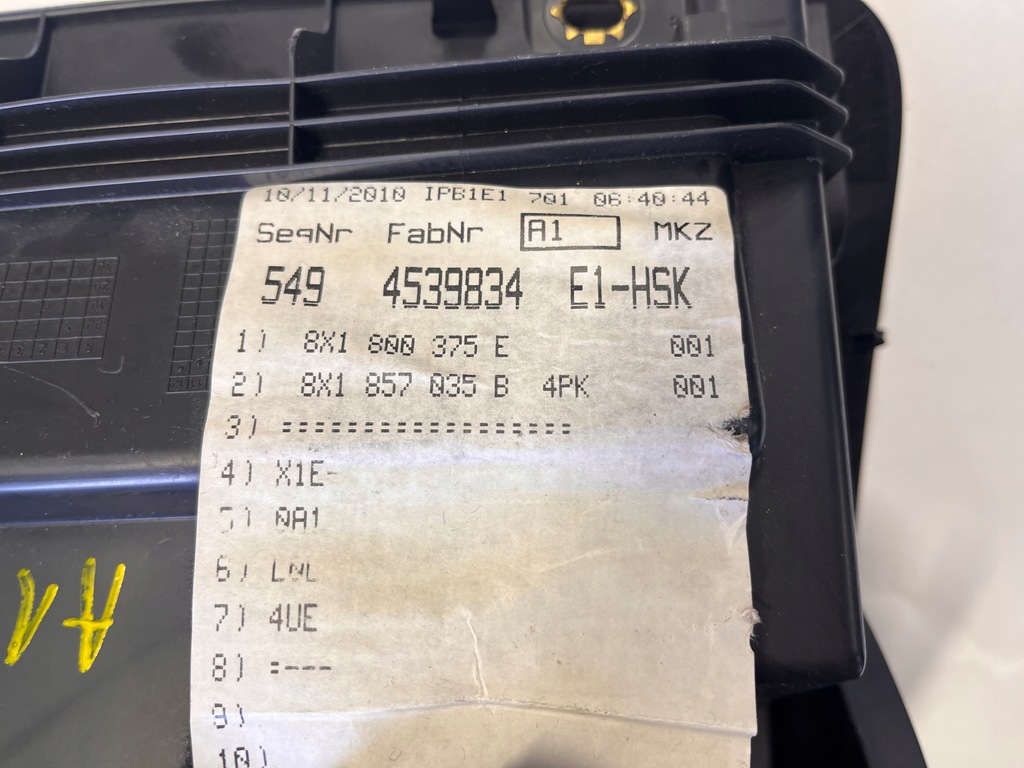 10/11/2010 IPB1E1 701 06:40:44
SeqNr FabNr A1 MKZ
549 4539834 E1-HSK
1) 8X1 800 375 E 001
2) 8X1 857 035 B 4PK 001
3) ==================
4) X1E-
5) 0A1
6) L0L
7) 4UE
8) :---
9)
10)